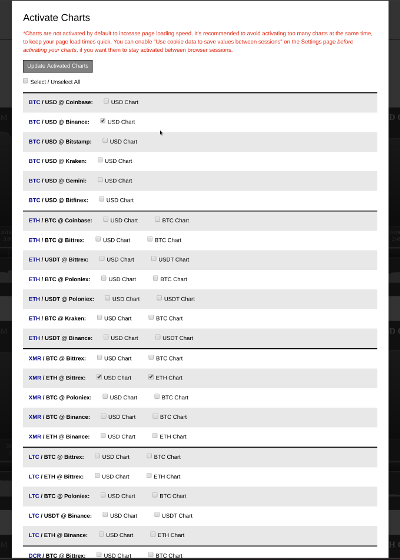 Activate Charts
*Charts are not activated by default to increase page loading speed. It's recommended to avoid activating too many charts at the same time,
to keep your page load times quick. You can enable "Use cookie data to save values between sessions" on the Settings page before
activating your charts, if you want them to stay activated between browser sessions.
Update Activated Charts
Select / Unselect All
BTC / USD @ Coinbase: USD Chart
BTC / USD @ Binance: USD Chart
BTC / USD @ Bitstamp: USD Chart
BTC / USD @ Kraken: USD Chart
BTC / USD @ Gemini: USD Chart
BTC / USD @ Bitfinex: USD Chart
ETH / BTC @ Coinbase: USD Chart BTC Chart
ETH / BTC @ Bittrex: USD Chart BTC Chart
ETH / USDT @ Bittrex: USD Chart USDT Chart
ETH / BTC @ Poloniex: USD Chart BTC Chart
ETH / USDT @ Poloniex: USD Chart USDT Chart
ETH / BTC @ Kraken: USD Chart BTC Chart
ETH / USDT @ Binance: USD Chart USDT Chart
XMR / BTC @ Bittrex: USD Chart BTC Chart
XMR / ETH @ Bittrex: USD Chart ETH Chart
XMR / BTC @ Poloniex: USD Chart BTC Chart
XMR / BTC @ Binance: USD Chart BTC Chart
XMR / ETH @ Binance: USD Chart ETH Chart
LTC / BTC @ Bittrex: USD Chart BTC Chart
LTC / ETH @ Bittrex: USD Chart ETH Chart
LTC / BTC @ Poloniex: USD Chart BTC Chart
LTC / USDT @ Binance: USD Chart USDT Chart
LTC / ETH @ Binance: USD Chart ETH Chart
DCR / BTC @ Bittrex: USD Chart BTC Chart